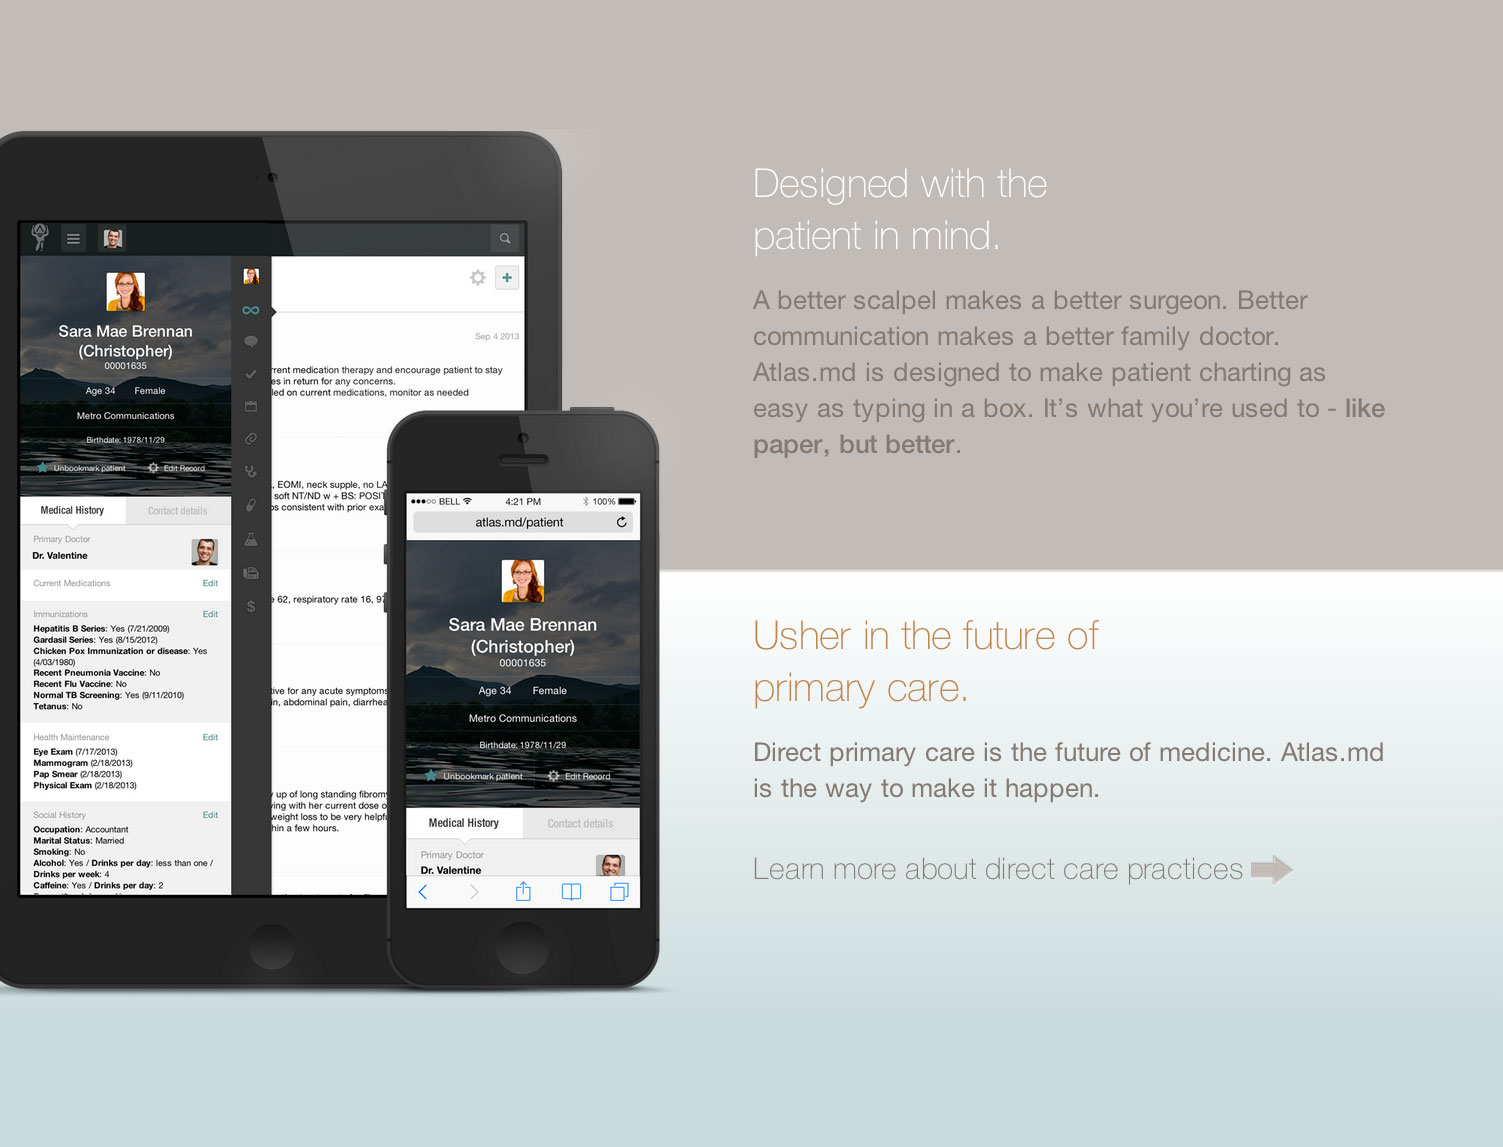 Designed with the
patient in mind.
A better scalpel makes a better surgeon. Better
communication makes a better family doctor.
Atlas.md is designed to make patient charting as
easy as typing in a box. It’s what you’re used to - like
paper, but better.
Usher in the future of
primary care.
Direct primary care is the future of medicine. Atlas.md
is the way to make it happen.
Learn more about direct care practices
Sara Mae Brennan
(Christopher)
00001635
Age 34 Female
Metro Communications
Birthdate: 1978/11/29
Unbookmark patient Edit Record
Medical History Contact details
Primary Doctor
Dr. Valentine
Current Medications Edit
Immunizations Edit
Hepatitis B Series: Yes (7/21/2009)
Gardasil Series: Yes (8/15/2012)
Chicken Pox Immunization or disease: Yes
(4/03/1980)
Recent Pneumonia Vaccine: No
Recent Flu Vaccine: No
Normal TB Screening: Yes (9/11/2010)
Tetanus: No
Health Maintenance Edit
Eye Exam (7/17/2013)
Mammogram (2/18/2013)
Pap Smear (2/18/2013)
Physical Exam (2/18/2013)
Social History Edit
Occupation: Accountant
Marital Status: Married
Smoking: No
Alcohol: Yes / Drinks per day: less than one /
Drinks per week: 4
Caffeine: Yes / Drinks per day: 2
$
Sep 4 2013
medication therapy and encourage patient to stay
in return for any concerns.
on current medications, monitor as needed
, EOMI, neck supple, no
soft NT/ND w + BS:
consistent with prior
62, respiratory rate 16,
for any acute symptoms
, abdominal pain,
up of long standing
with her current dose
weight loss to be very
a few hours.
BELL 4:21 PM 100%
atlas.md/patient
Sara Mae Brennan
(Christopher)
00001635
Age 34 Female
Metro Communications
Birthdate: 1978/11/29
Unbookmark patient Edit Record
Medical History Contact details
Primary Doctor
Dr. Valentine